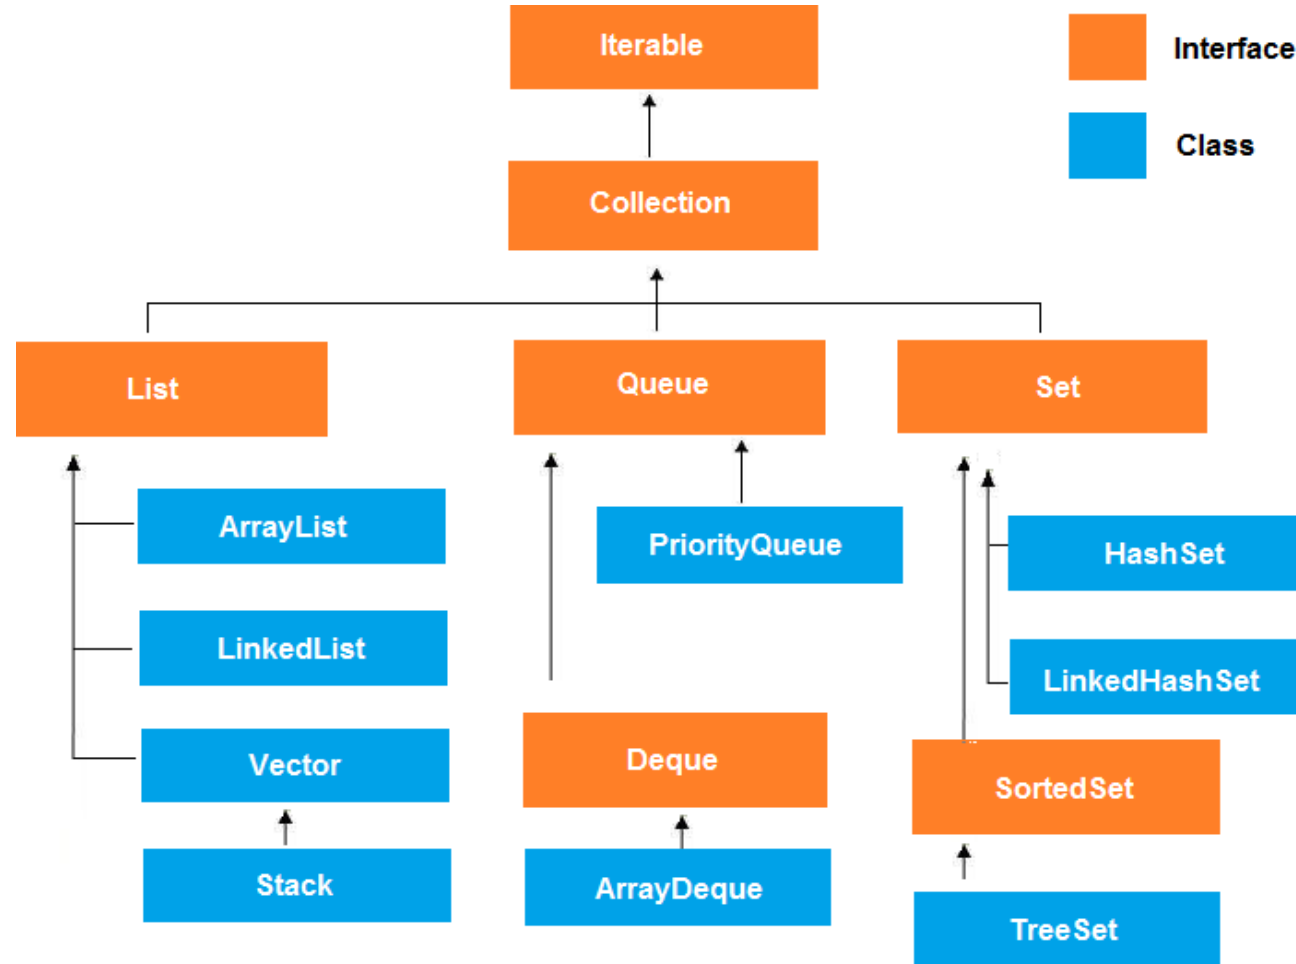 Iterable
Interface
Class
Collection
List
Queue
Set
ArrayList
PriorityQueue
HashSet
LinkedList
LinkedHashSet
Vector
Deque
SortedSet
Stack
ArrayDeque
TreeSet